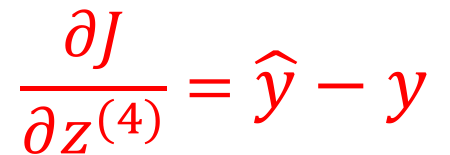 ∂J/∂z⁽⁴⁾ = ŷ − y